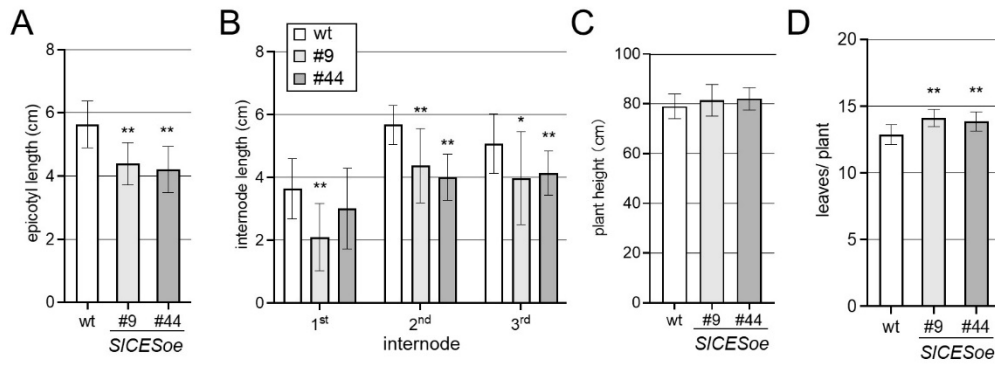 A
epicotyl length (cm)
8
6
4
2
0
wt
#9
#44
SlCESoe
**
**
B
internode length (cm)
8
6
4
2
0
wt
#9
#44
**
**
**
*
**
1st
2nd
3rd
internode
C
plant height (cm)
100
80
60
40
20
0
wt
#9
#44
SlCESoe
D
leaves/ plant
20
15
10
5
0
**
**
wt
#9
#44
SlCESoe